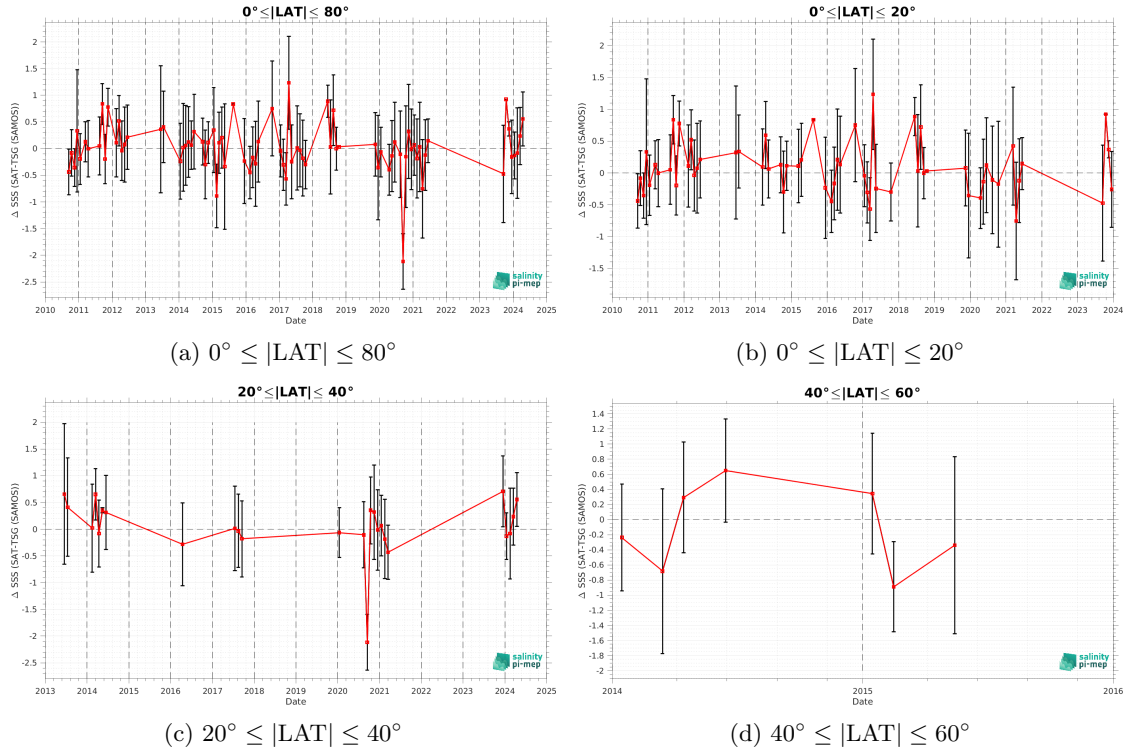 0°≤|LAT|≤ 80°
Δ SSS (SAT-TSG (SAMOS))
2
1.5
1
0.5
0
-0.5
-1
-1.5
-2
-2.5
2010 2011 2012 2013 2014 2015 2016 2017 2018 2019 2020 2021 2022 2023 2024 2025
Date
salinity
pi-mep
(a) 0° ≤ |LAT| ≤ 80°
0°≤|LAT|≤ 20°
Δ SSS (SAT-TSG (SAMOS))
2
1.5
1
0.5
0
-0.5
-1
-1.5
2010 2011 2012 2013 2014 2015 2016 2017 2018 2019 2020 2021 2022 2023 2024
Date
salinity
pi-mep
(b) 0° ≤ |LAT| ≤ 20°
20°≤|LAT|≤ 40°
Δ SSS (SAT-TSG (SAMOS))
2
1.5
1
0.5
0
-0.5
-1
-1.5
-2
-2.5
2013 2014 2015 2016 2017 2018 2019 2020 2021 2022 2023 2024 2025
Date
salinity
pi-mep
(c) 20° ≤ |LAT| ≤ 40°
40°≤|LAT|≤ 60°
Δ SSS (SAT-TSG (SAMOS))
1.4
1.2
1
0.8
0.6
0.4
0.2
0
-0.2
-0.4
-0.6
-0.8
-1
-1.2
-1.4
-1.6
-1.8
-2
2014 2015 2016
Date
salinity
pi-mep
(d) 40° ≤ |LAT| ≤ 60°